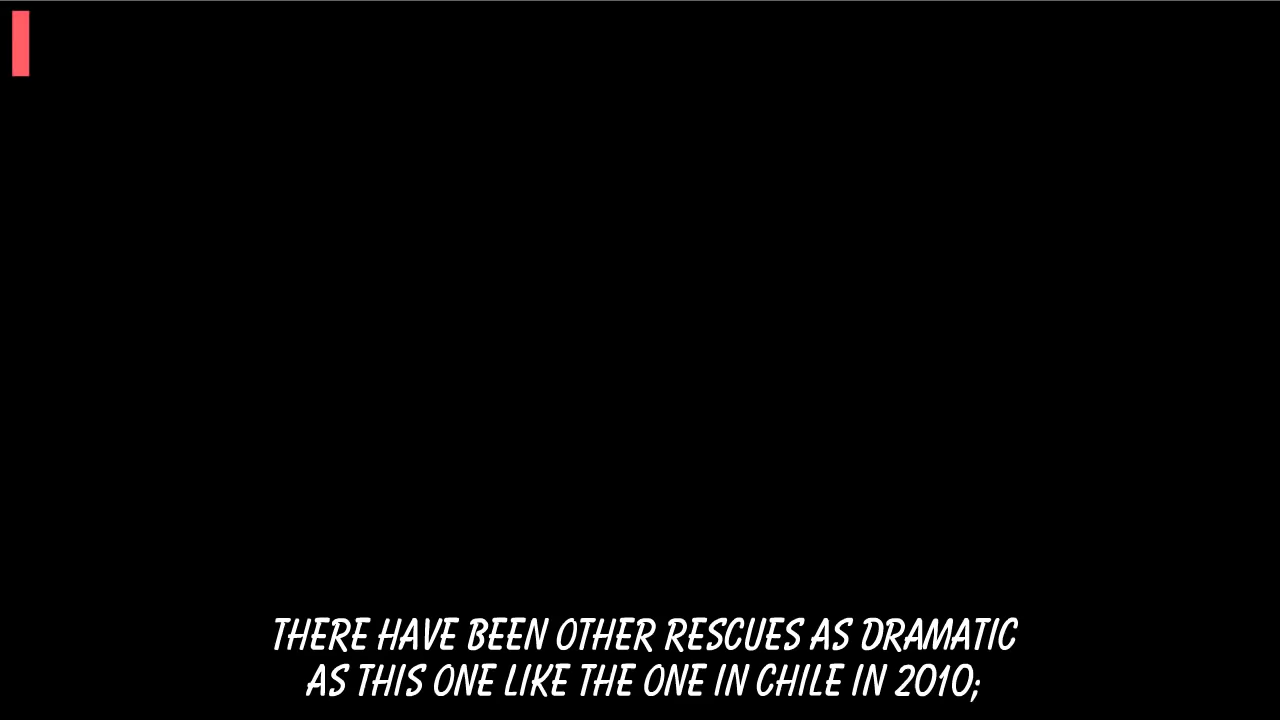 THERE HAVE BEEN OTHER RESCUES AS DRAMATIC
AS THIS ONE LIKE THE ONE IN CHILE IN 2010;